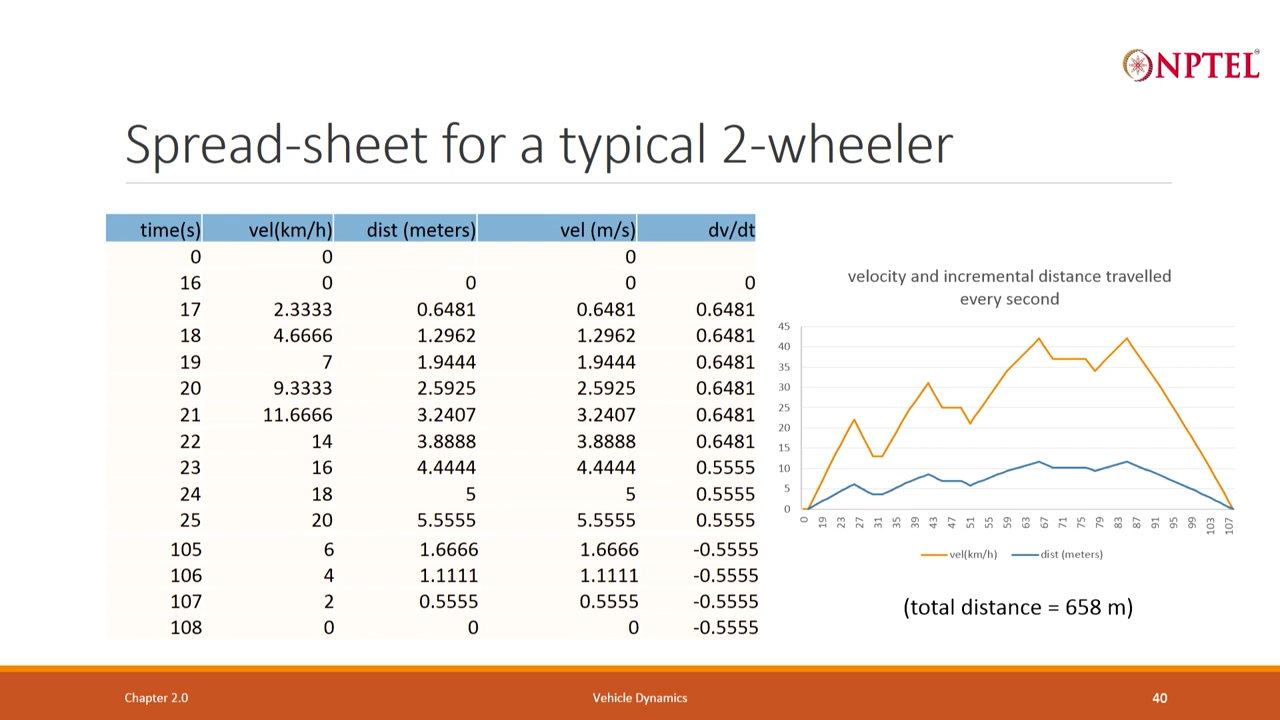 NPTEL
Spread-sheet for a typical 2-wheeler
time(s) vel(km/h) dist (meters) vel (m/s) dv/dt
0 0 0
16 0 0 0 0
17 2.3333 0.6481 0.6481 0.6481
18 4.6666 1.2962 1.2962 0.6481
19 7 1.9444 1.9444 0.6481
20 9.3333 2.5925 2.5925 0.6481
21 11.6666 3.2407 3.2407 0.6481
22 14 3.8888 3.8888 0.6481
23 16 4.4444 4.4444 0.5555
24 18 5 5 0.5555
25 20 5.5555 5.5555 0.5555
105 6 1.6666 1.6666 -0.5555
106 4 1.1111 1.1111 -0.5555
107 2 0.5555 0.5555 -0.5555
108 0 0 0 -0.5555
velocity and incremental distance travelled
every second
45
40
35
30
25
20
15
10
5
0
0 19 23 27 31 35 39 43 47 51 55 59 63 67 71 75 79 83 87 91 95 99 103 107
vel(km/h) dist (meters)
(total distance = 658 m)
Chapter 2.0 Vehicle Dynamics 40